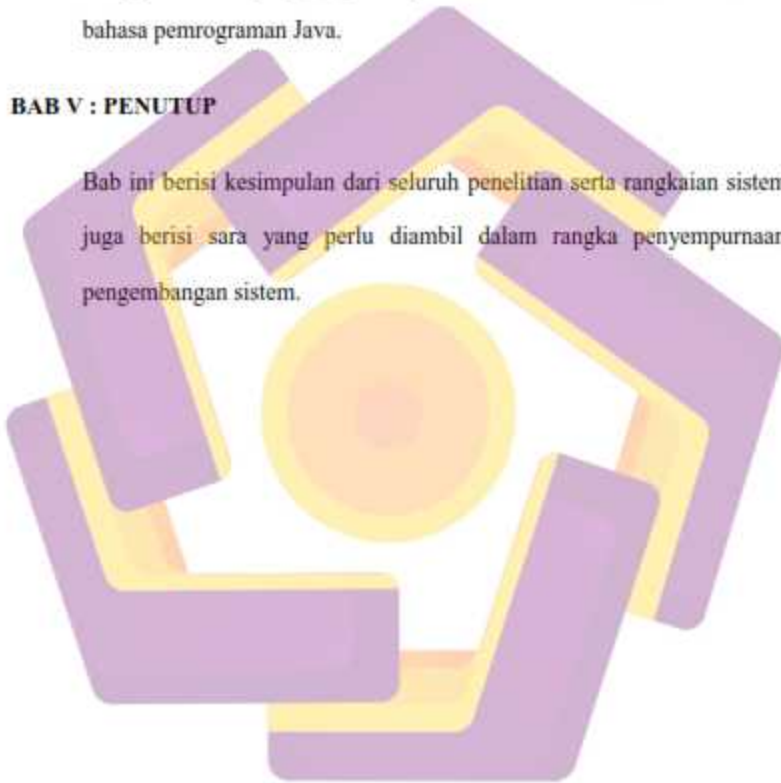 bahasa pemrograman Java.
BAB V : PENUTUP
Bab ini berisi kesimpulan dari seluruh penelitian serta rangkaian sistem
juga berisi sara yang perlu diambil dalam rangka penyempurnaan
pengembangan sistem.